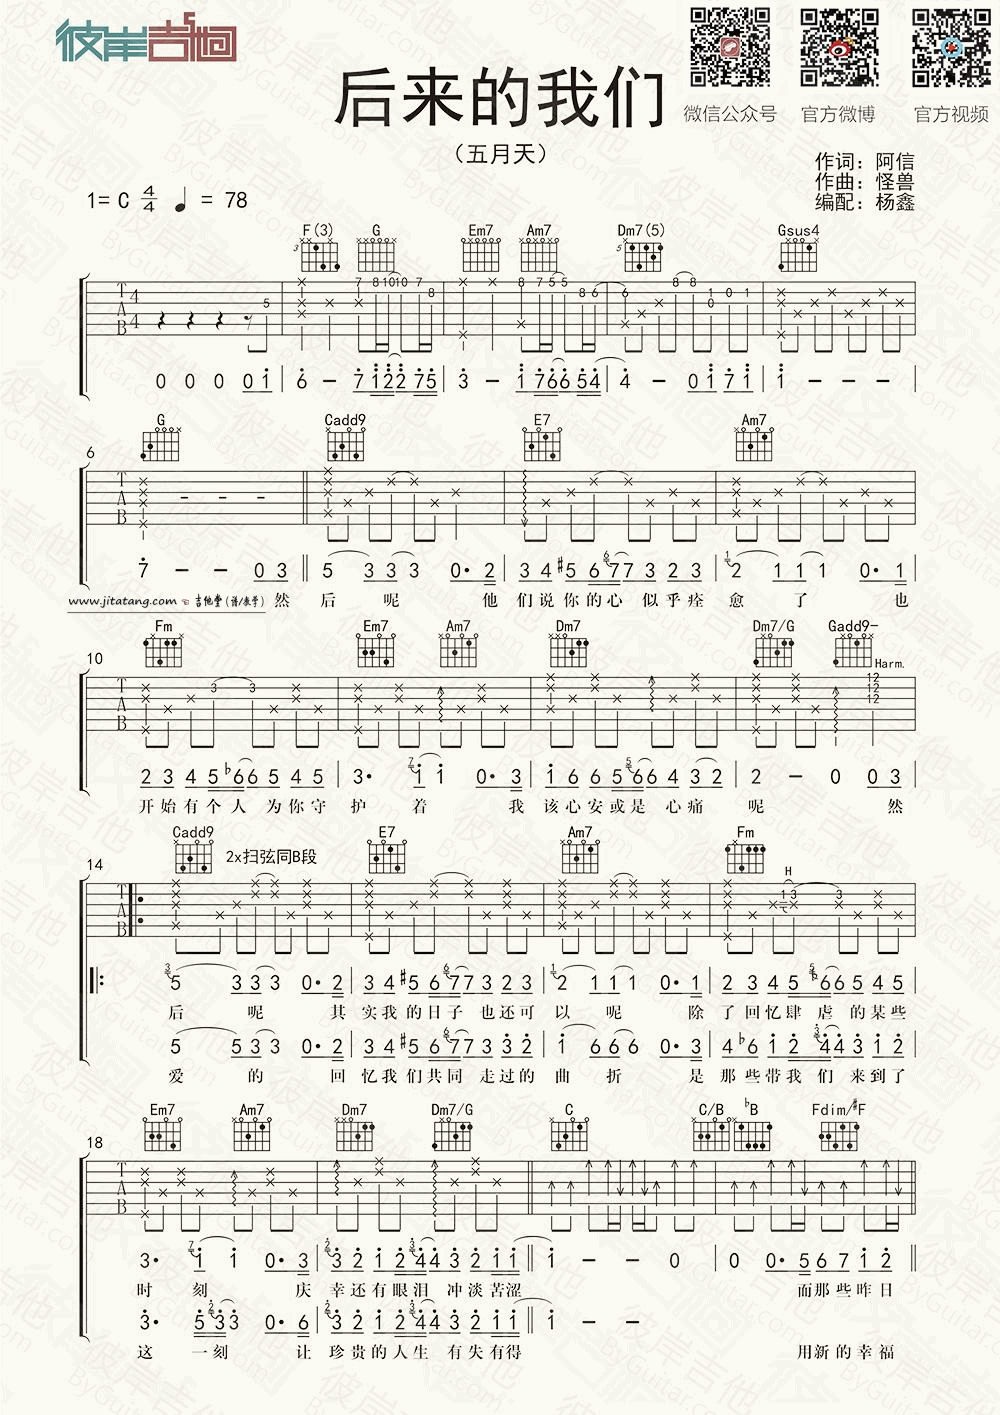 彼岸吉他
后来的我们
微信公众号 官方微博 官方视频
（五月天）
作词：阿信
作曲：怪兽
编配：杨鑫
1= C 4/4 ♩ = 78
F(3) G Em7 Am7 Dm7(5) Gsus4
0 0 0 0 1 6 - 7 1 2 2 7 5 3 - 1 7 6 6 5 4 4 - 0 1 7 1 1 - - -
G Cadd9 E7 Am7
6
7 - - 0 3 5 3 3 3 0· 2 3 4 #5 6 7 7 3 2 3 2 1 1 1 0· 1
www.jitatang.com 吉他堂(谱/教学) 然 后 呢 他 们说你的心 似乎痊 愈 了 也
Fm Em7 Am7 Dm7 Dm7/G Gadd9-
10
Harm.
2 3 4 5 b6 6 5 4 5 3· 1 1 0· 3 1 6 6 5 6 6 4 3 2 2 - 0 0 3
开始有个人 为你守 护 着 我 该心安或是心痛 呢 然
Cadd9 2x扫弦同B段 E7 Am7 Fm
14
H
5 3 3 3 0· 2 3 4 #5 6 7 7 3 2 3 2 1 1 1 0· 1 2 3 4 5 6 6 5 4 5
后 呢 其 实我的日子 也还可 以 呢 除 了回忆肆 虐 的某些
5 5 3 3 0· 3 3 4 #5 6 7 7 3 3 2 1 6 6 6 0· 3 4 b6 1 2 4 4 3 1 2
爱 的 回 忆我们共同 走过的 曲 折 是 那些带我们 来到了
Em7 Am7 Dm7 Dm7/G C C/B bB Fdim/#F
18
3· 1 1 0· 3 3 2 1 2 4 4 3 2 1 1 1 - - 0 0 0· 5 6 7 1 2
时 刻 庆 幸还有眼泪 冲淡苦涩 而那些昨日
3· 5 3 3 0· 6 3 2 1 2 4 4 3 2 1 1 1 - -
这 一刻 让 珍贵的人生 有失有得 用新的幸福